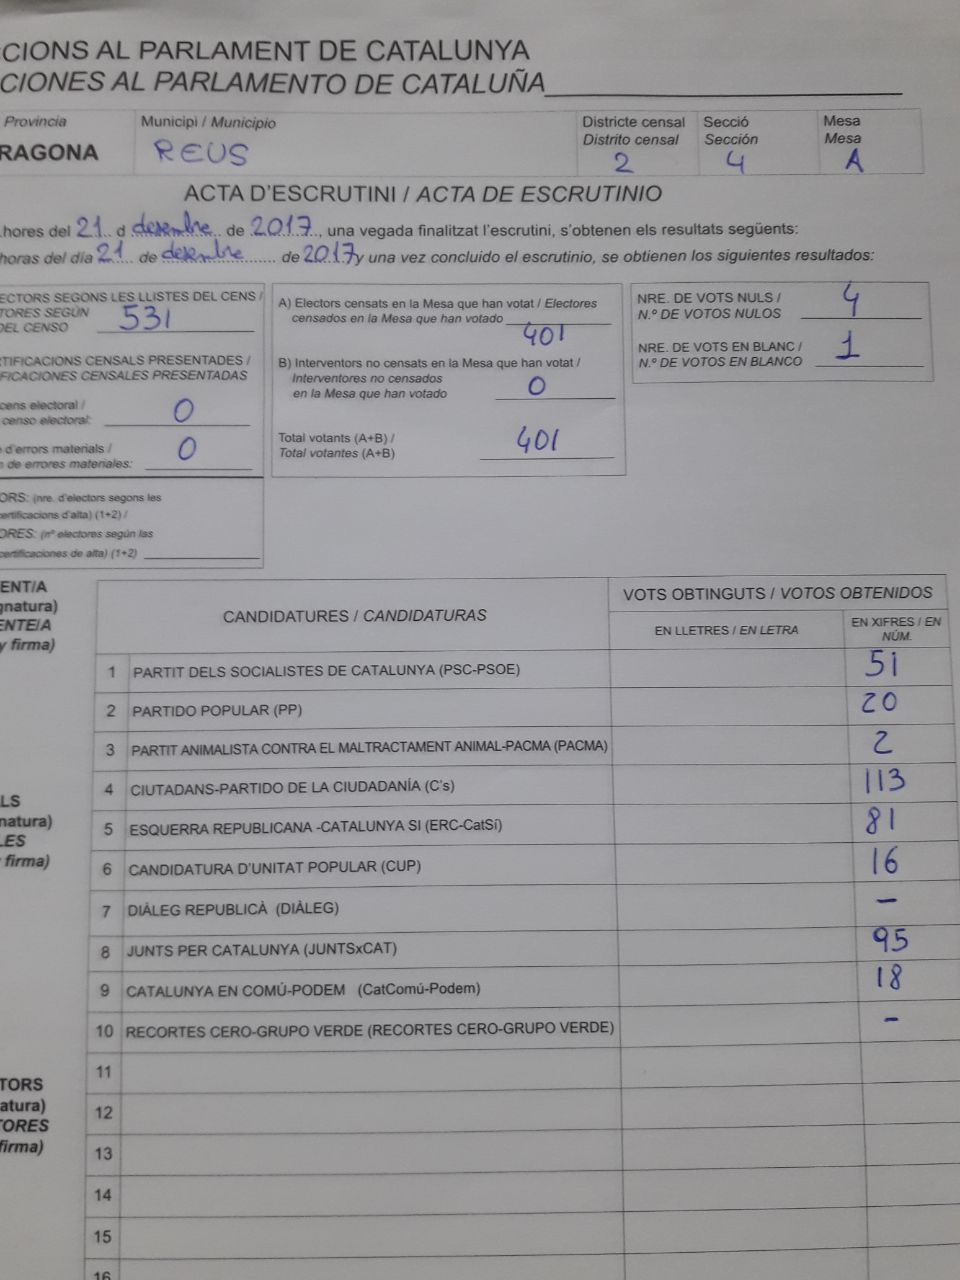 CIONS AL PARLAMENT DE CATALUNYA
CIONES AL PARLAMENTO DE CATALUÑA
Provincia
RAGONA
Municipi / Municipio
REUS
Districte censal
Distrito censal
2
Secció
Sección
4
Mesa
Mesa
A
ACTA D'ESCRUTINI / ACTA DE ESCRUTINIO
hores del 21 d desembre de 2017, una vegada finalitzat l'escrutini, s'obtenen els resultats següents:
horas del día 21 de desembre de 2017 y una vez concluido el escrutinio, se obtienen los siguientes resultados:
ECTORS SEGONS LES LLISTES DEL CENS /
TORES SEGÚN
DEL CENSO 531
TIFICACIONS CENSALS PRESENTADES /
FICACIONES CENSALES PRESENTADAS
cens electoral /
censo electoral: 0
d'errors materials /
n de errores materiales: 0
ORS: (nre. d'electors segons les
certificacions d'alta) (1+2) /
ORES: (nº electores según las
certificaciones de alta) (1+2)
A) Electors censats en la Mesa que han votat / Electores
censados en la Mesa que han votado
401
B) Interventors no censats en la Mesa que han votat /
Interventores no censados
en la Mesa que han votado 0
Total votants (A+B) /
Total votantes (A+B) 401
NRE. DE VOTS NULS /
N.º DE VOTOS NULOS 4
NRE. DE VOTS EN BLANC /
N.º DE VOTOS EN BLANCO 1
ENT/A
gnatura)
ENTE/A
y firma)
LS
natura)
LES
firma)
TORS
atura)
TORES
firma)
CANDIDATURES / CANDIDATURAS
VOTS OBTINGUTS / VOTOS OBTENIDOS
EN LLETRES / EN LETRA
EN XIFRES / EN
NÚM.
1 PARTIT DELS SOCIALISTES DE CATALUNYA (PSC-PSOE) 51
2 PARTIDO POPULAR (PP) 20
3 PARTIT ANIMALISTA CONTRA EL MALTRACTAMENT ANIMAL-PACMA (PACMA) 2
4 CIUTADANS-PARTIDO DE LA CIUDADANÍA (C's) 113
5 ESQUERRA REPUBLICANA -CATALUNYA SI (ERC-CatSí) 81
6 CANDIDATURA D'UNITAT POPULAR (CUP) 16
7 DIÀLEG REPUBLICÀ (DIÀLEG) -
8 JUNTS PER CATALUNYA (JUNTSxCAT) 95
9 CATALUNYA EN COMÚ-PODEM (CatComú-Podem) 18
10 RECORTES CERO-GRUPO VERDE (RECORTES CERO-GRUPO VERDE) -
11
12
13
14
15
16